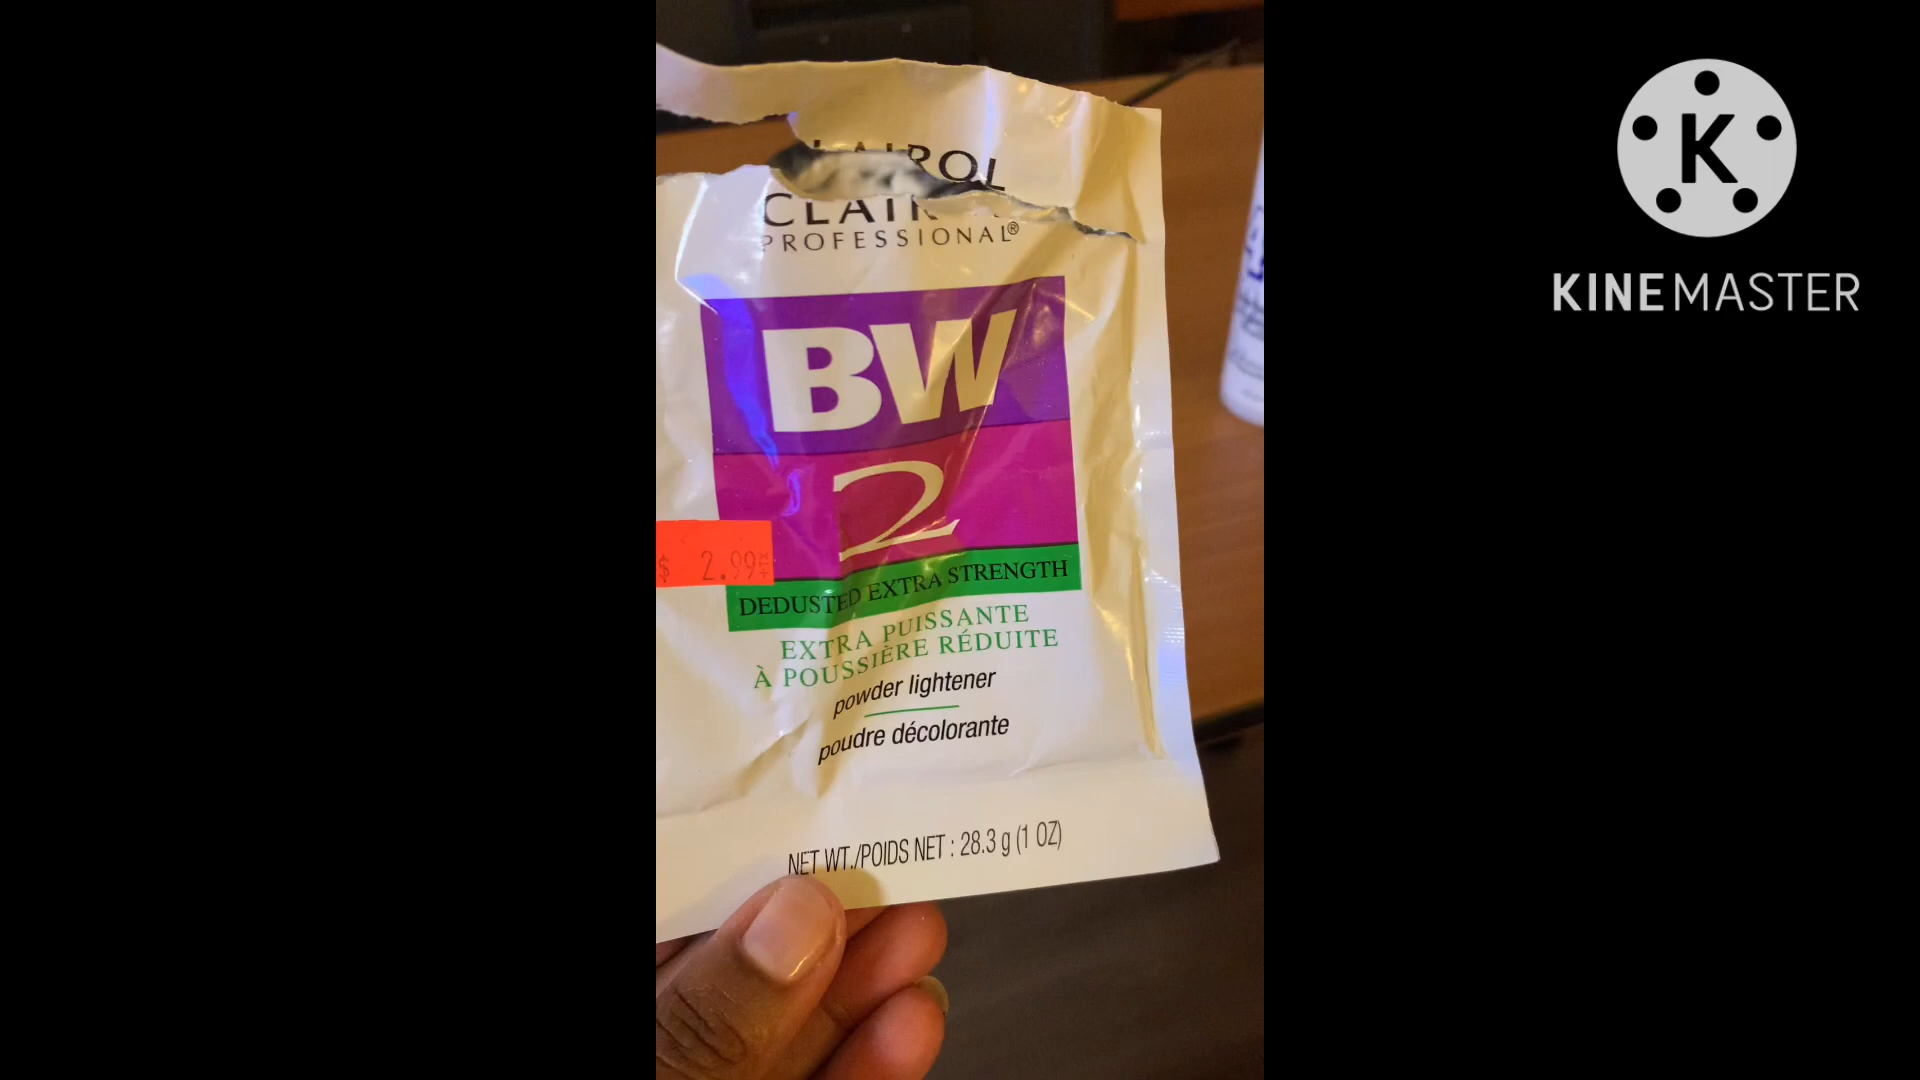 CLAIROL
CLAIR
PROFESSIONAL®
BW
2
$ 2.99
DEDUSTED EXTRA STRENGTH
EXTRA PUISSANTE
À POUSSIÈRE RÉDUITE
powder lightener
poudre décolorante
NET WT./POIDS NET : 28.3 g (1 OZ)
K
KINEMASTER